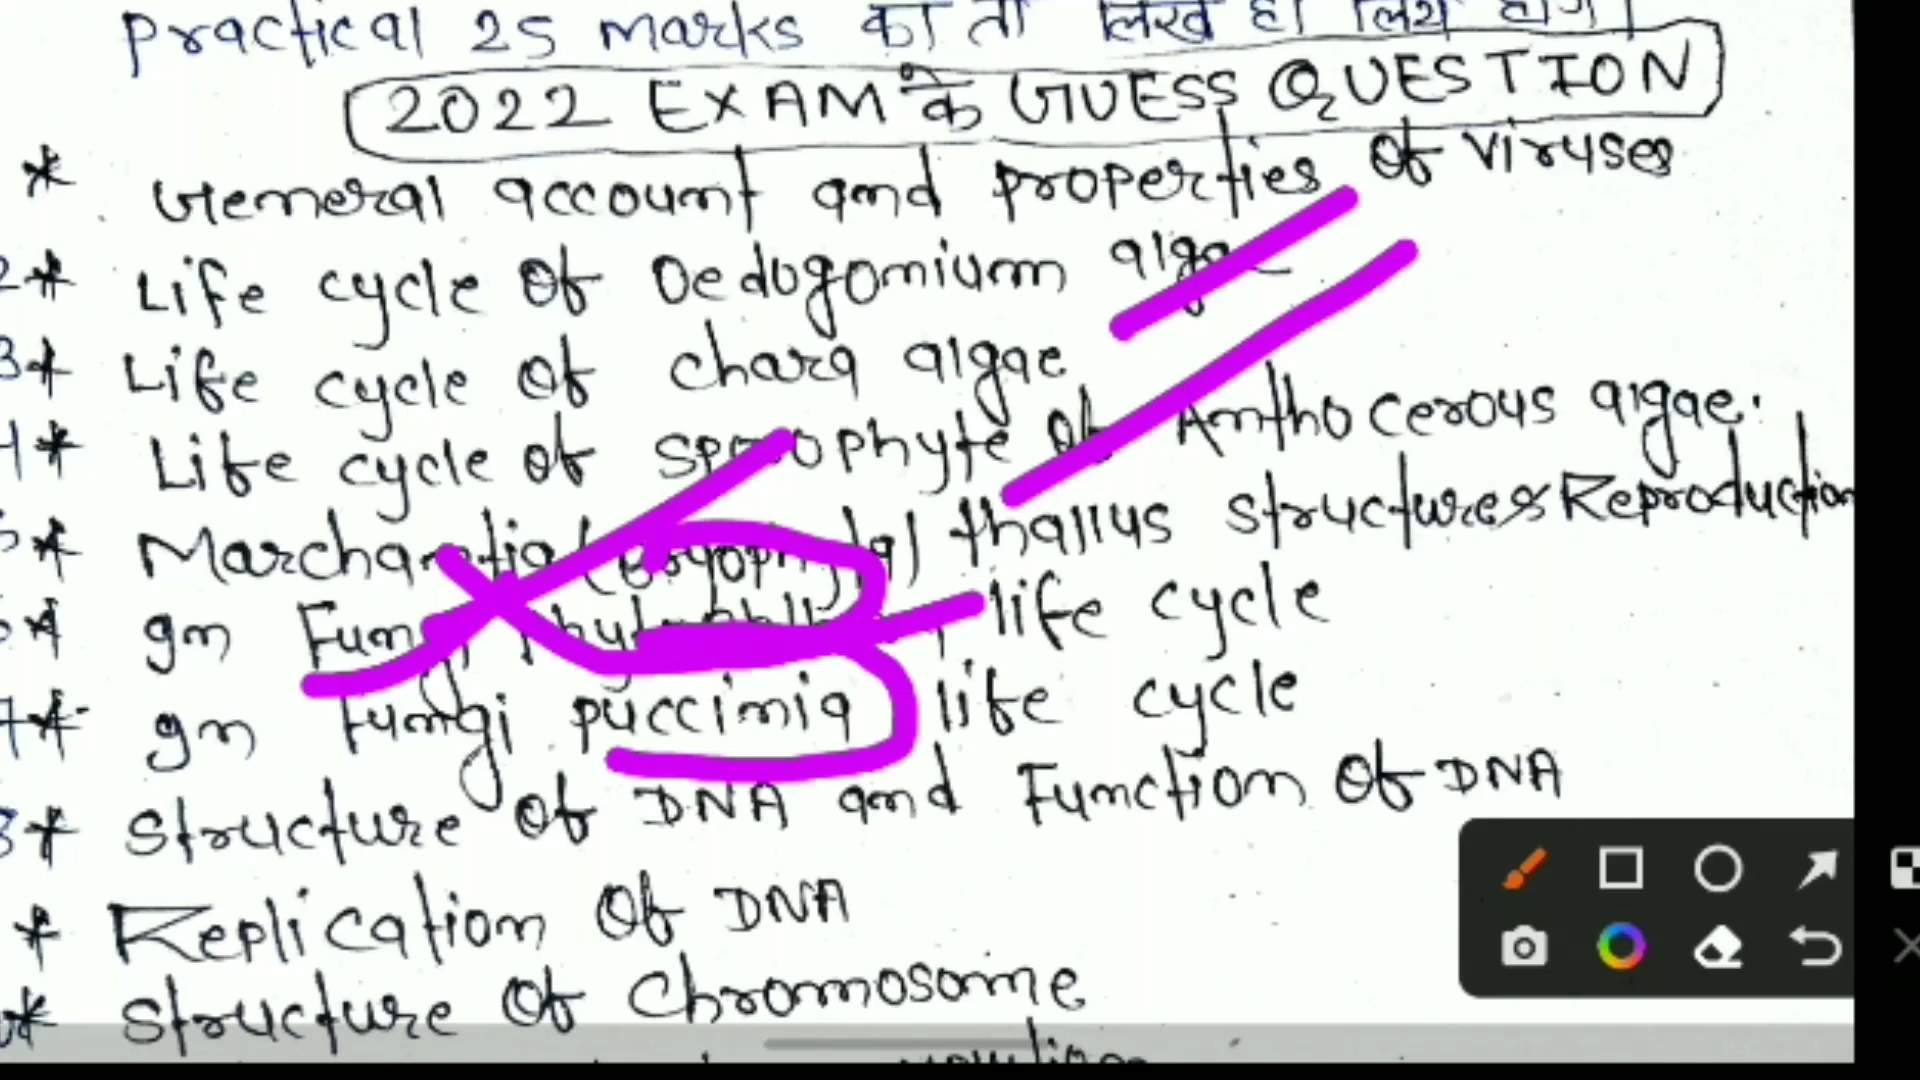 practical 25 marks का तो लिख ही लिये होंगे |
2022 EXAM के GUESS QUESTION
* General account and properties of viruses
2* Life cycle of Oedogonium algae
3* Life cycle of chara algae
4* Life cycle of sporophyte of Anthocerous algae.
5* Marchantia (Bryophyta) thallus structure & Reproduction
6* In Fungi life cycle
7* In Fungi puccinia life cycle
8* Structure of DNA and Function of DNA
* Replication of DNA
* Structure of Chromosome